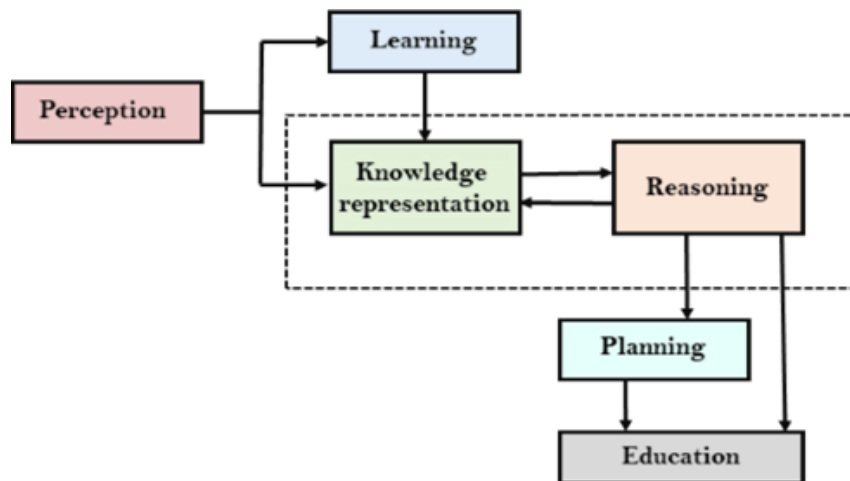 Learning
Perception
Knowledge
representation
Reasoning
Planning
Education